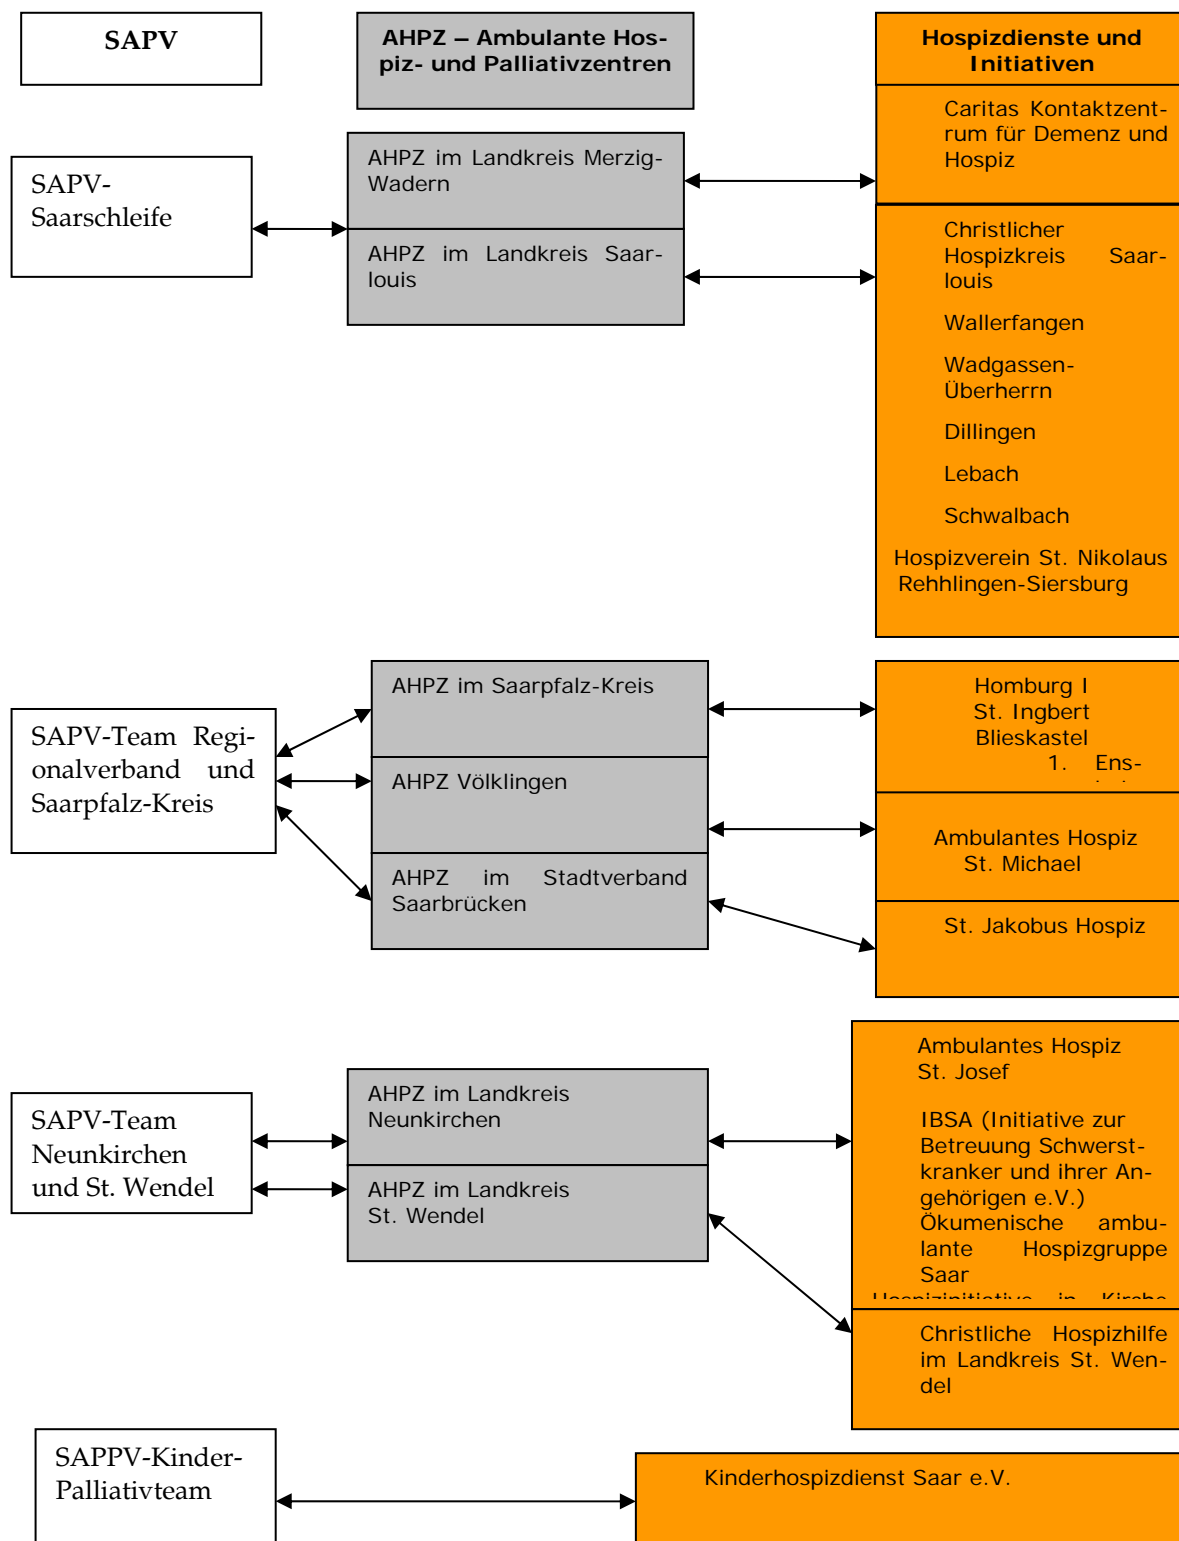 SAPV
AHPZ – Ambulante Hos-
piz- und Palliativzentren
Hospizdienste und
Initiativen
Caritas Kontaktzent-
rum für Demenz und
Hospiz
SAPV-
Saarschleife
AHPZ im Landkreis Merzig-
Wadern
AHPZ im Landkreis Saar-
louis
Christlicher
Hospizkreis Saar-
louis
Wallerfangen
Wadgassen-
Überherrn
Dillingen
Lebach
Schwalbach
Hospizverein St. Nikolaus
Rehhlingen-Siersburg
SAPV-Team Regi-
onalverband und
Saarpfalz-Kreis
AHPZ im Saarpfalz-Kreis
AHPZ Völklingen
AHPZ im Stadtverband
Saarbrücken
Homburg I
St. Ingbert
Blieskastel
1. Ens-
Ambulantes Hospiz
St. Michael
St. Jakobus Hospiz
SAPV-Team
Neunkirchen
und St. Wendel
AHPZ im Landkreis
Neunkirchen
AHPZ im Landkreis
St. Wendel
Ambulantes Hospiz
St. Josef
IBSA (Initiative zur
Betreuung Schwerst-
kranker und ihrer An-
gehörigen e.V.)
Ökumenische ambu-
lante Hospizgruppe
Saar
Hospizinitiative in Kirche
Christliche Hospizhilfe
im Landkreis St. Wen-
del
SAPPV-Kinder-
Palliativteam
Kinderhospizdienst Saar e.V.